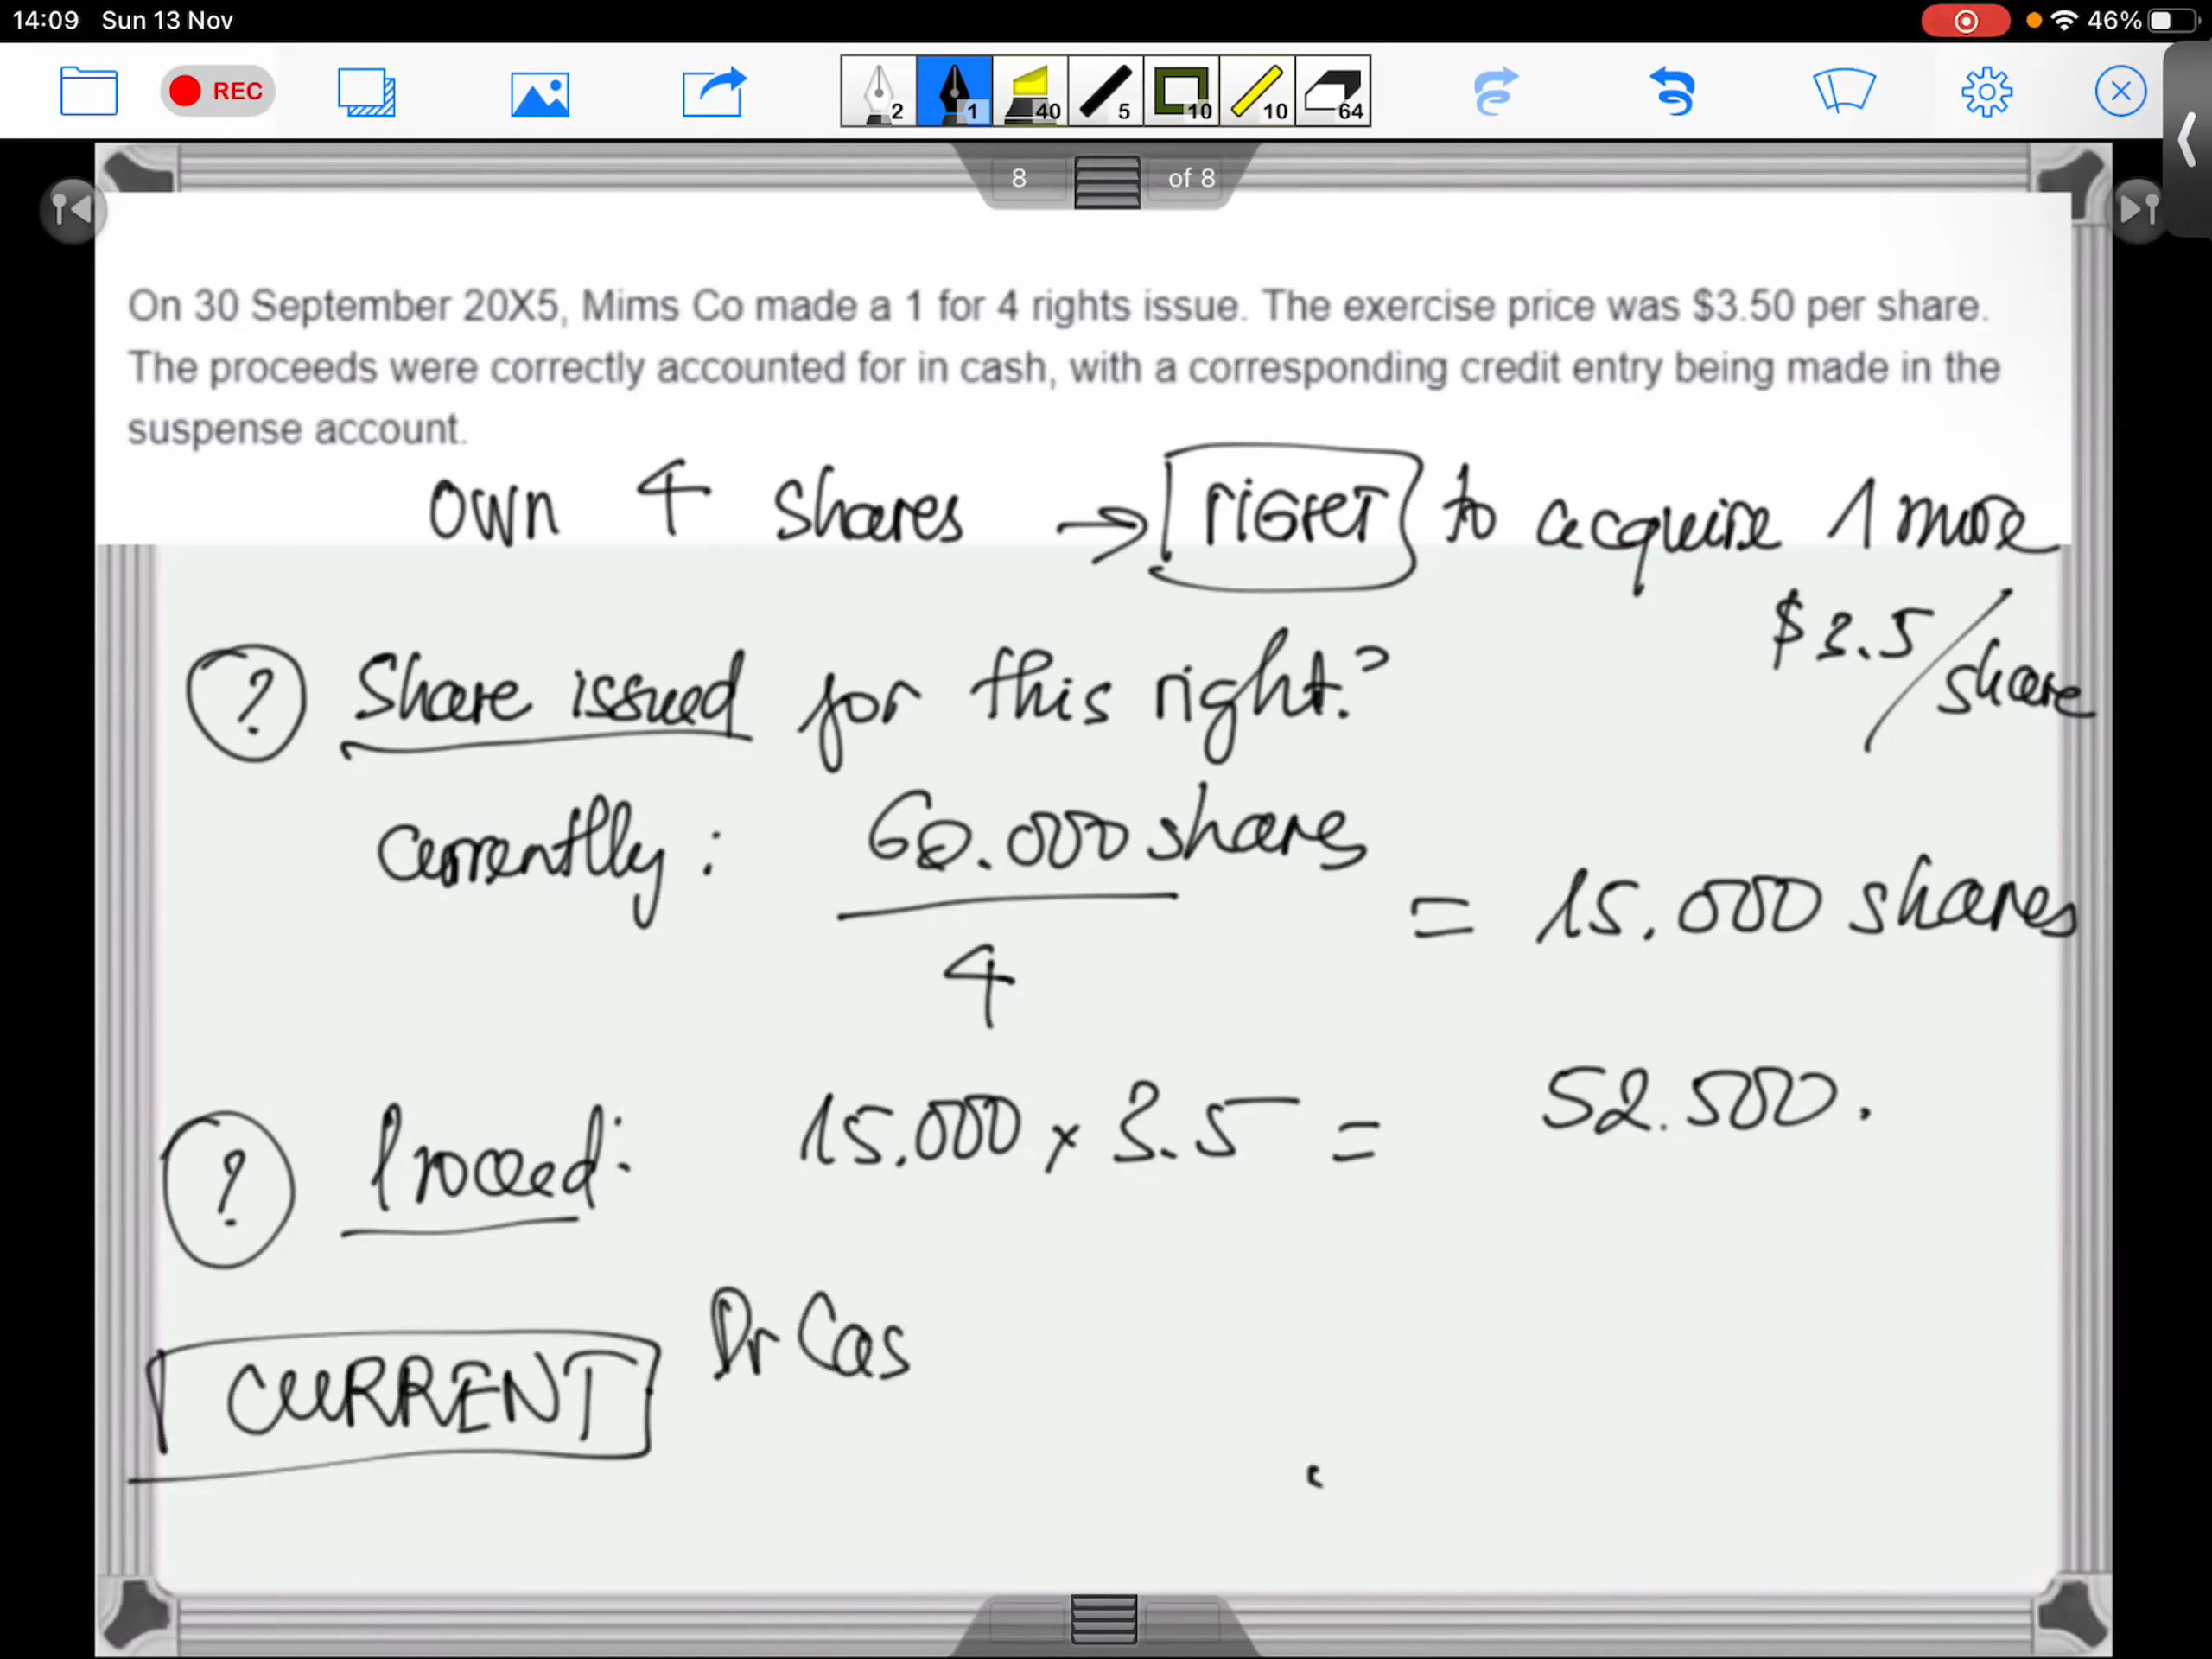 14:09 Sun 13 Nov
46%
REC
2 1 40 5 10 10 64
8 of 8
On 30 September 20X5, Mims Co made a 1 for 4 rights issue. The exercise price was $3.50 per share.
The proceeds were correctly accounted for in cash, with a corresponding credit entry being made in the
suspense account.
own 4 shares → RIGHT to acquire 1 more
$3.5/share
? Share issued for this right?
currently: 60.000 shares
4
= 15.000 shares
? Proceed: 15.000 x 3.5 = 52.500.
Dr Cas
CURRENT